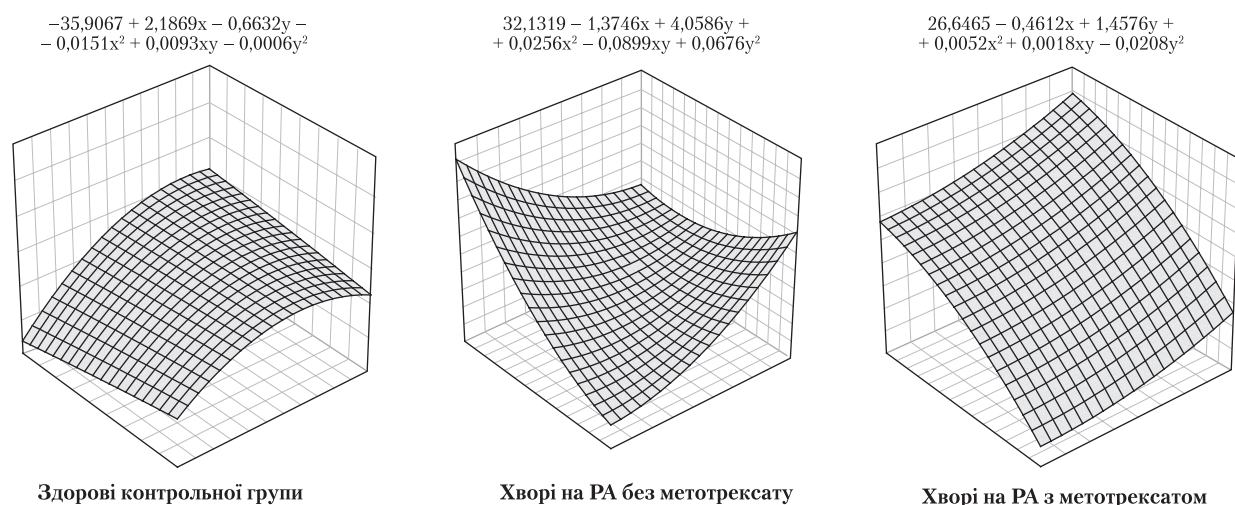 −35,9067 + 2,1869x − 0,6632y −
− 0,0151x² + 0,0093xy − 0,0006y²
32,1319 − 1,3746x + 4,0586y +
+ 0,0256x² − 0,0899xy + 0,0676y²
26,6465 − 0,4612x + 1,4576y +
+ 0,0052x² + 0,0018xy − 0,0208y²
Здорові контрольної групи
Хворі на РА без метотрексату
Хворі на РА з метотрексатом